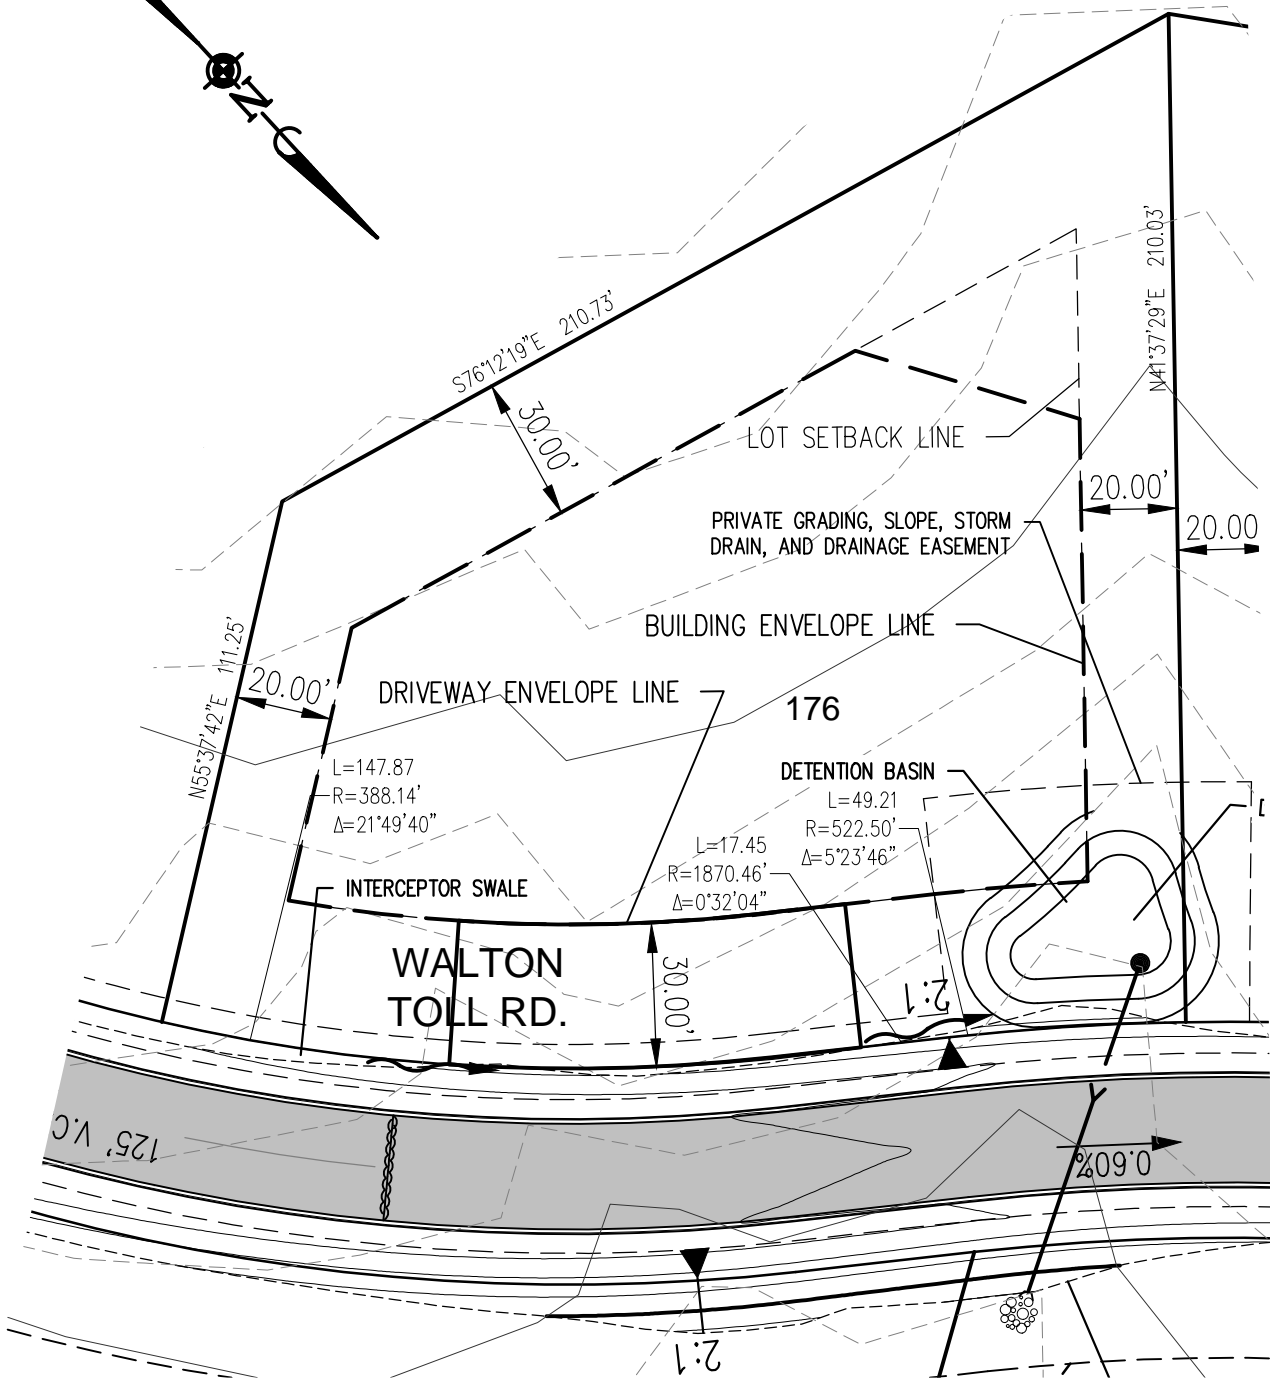 N
S76°12'19"E 210.73'
N41°37'29"E 210.03'
30.00'
LOT SETBACK LINE
20.00'
20.00
PRIVATE GRADING, SLOPE, STORM
DRAIN, AND DRAINAGE EASEMENT
BUILDING ENVELOPE LINE
N55°37'42"E 111.25'
20.00'
DRIVEWAY ENVELOPE LINE
176
L=147.87
R=388.14'
Δ=21°49'40"
DETENTION BASIN
L=49.21
R=522.50'
Δ=5°23'46"
L=17.45
R=1870.46'
Δ=0°32'04"
INTERCEPTOR SWALE
WALTON
TOLL RD.
30.00'
2:1
125' V.C
0.60%
2:1